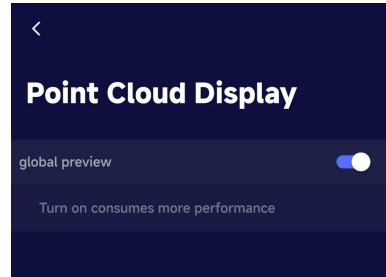 Point Cloud Display
global preview
Turn on consumes more performance